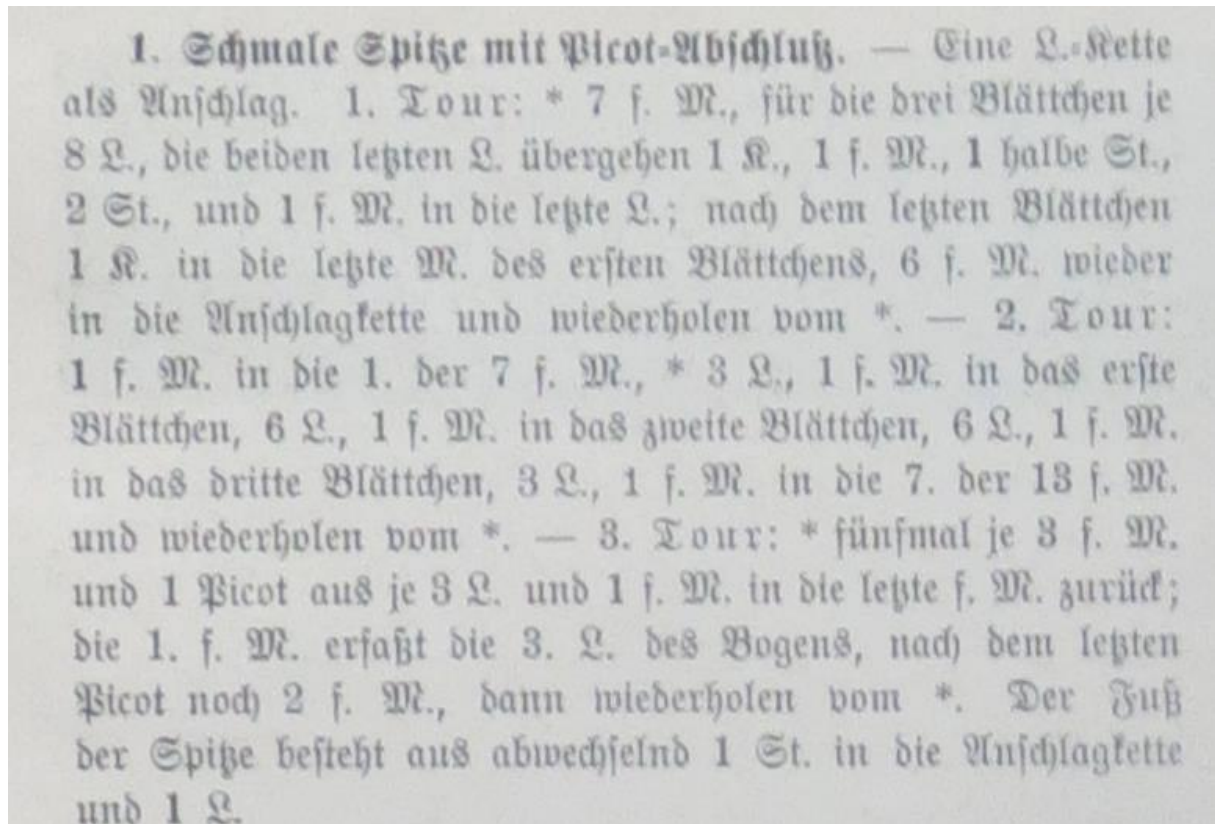 1. Schmale Spitze mit Picot-Abschluß. — Eine L.-Kette
als Anschlag. 1. Tour: * 7 f. M., für die drei Blättchen je
8 L., die beiden letzten L. übergehen 1 K., 1 f. M., 1 halbe St.,
2 St., und 1 f. M. in die letzte L.; nach dem letzten Blättchen
1 K. in die letzte M. des ersten Blättchens, 6 f. M. wieder
in die Anschlagkette und wiederholen vom *. — 2. Tour:
1 f. M. in die 1. der 7 f. M., * 3 L., 1 f. M. in das erste
Blättchen, 6 L., 1 f. M. in das zweite Blättchen, 6 L., 1 f. M.
in das dritte Blättchen, 3 L., 1 f. M. in die 7. der 13 f. M.
und wiederholen vom *. — 3. Tour: * fünfmal je 3 f. M.
und 1 Picot aus je 3 L. und 1 f. M. in die letzte f. M. zurück;
die 1. f. M. erfaßt die 3. L. des Bogens, nach dem letzten
Picot noch 2 f. M., dann wiederholen vom *. Der Fuß
der Spitze besteht aus abwechselnd 1 St. in die Anschlagkette
und 1 L.